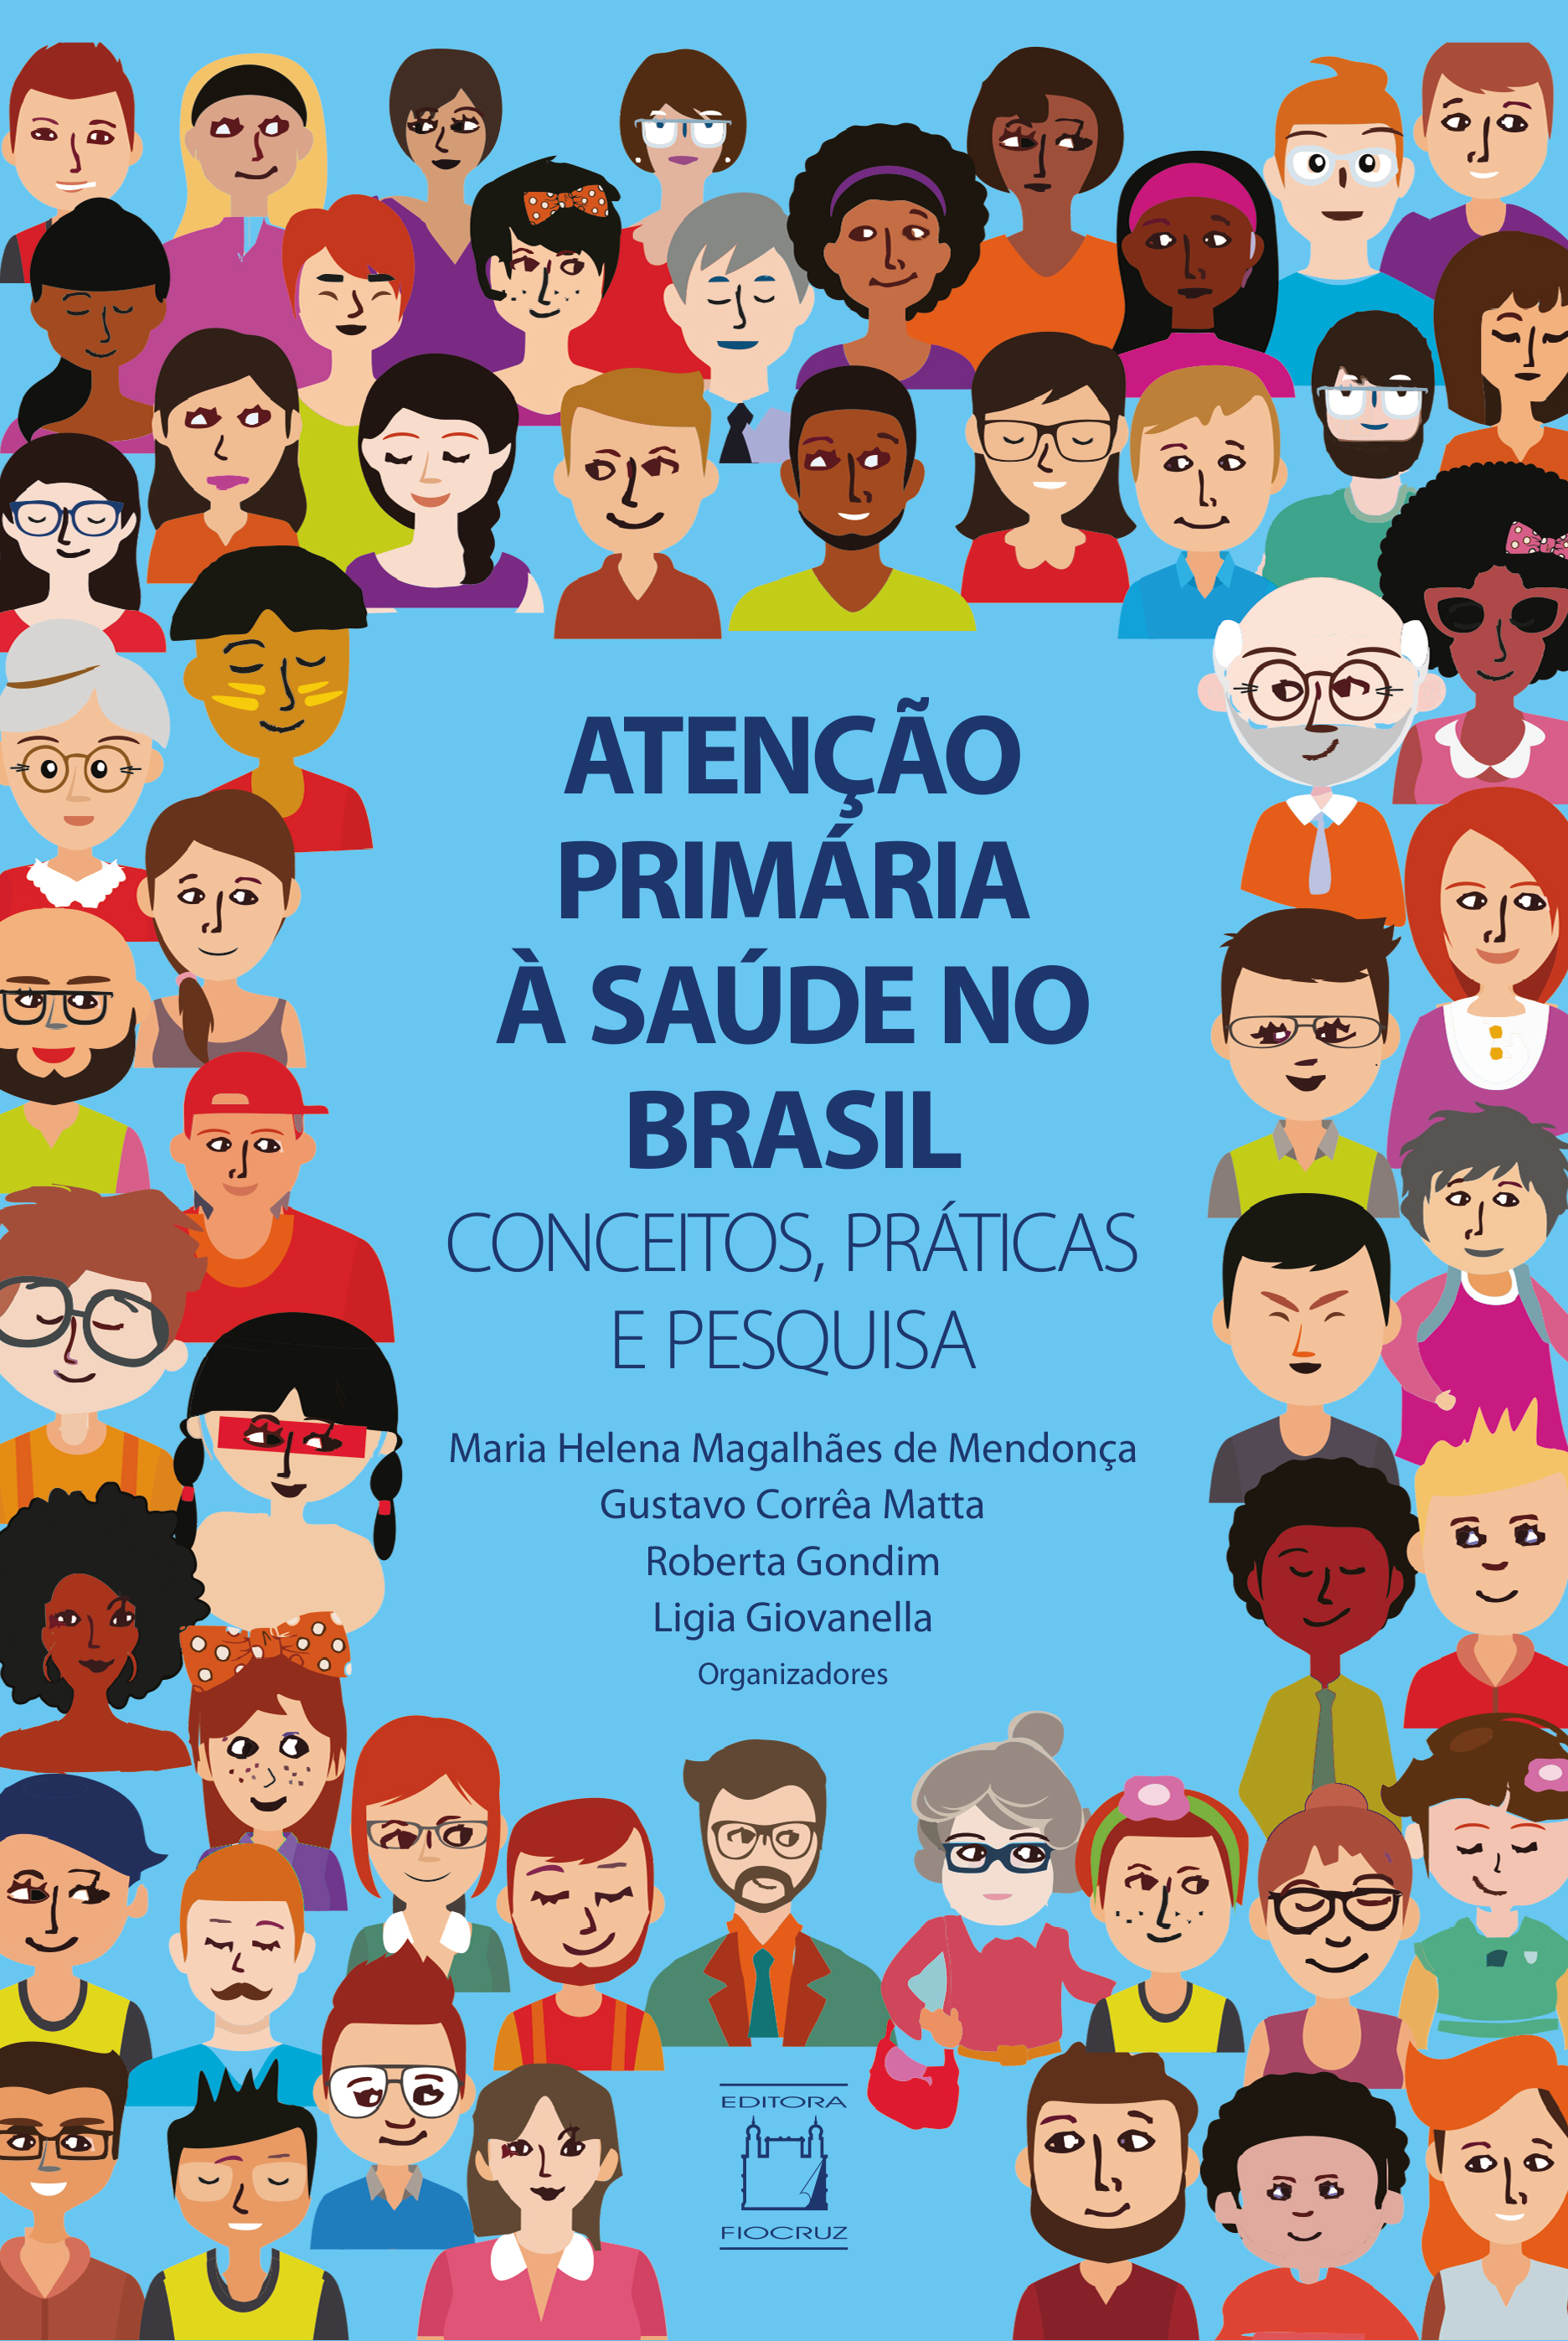 ATENÇÃO
PRIMÁRIA
À SAÚDE NO
BRASIL
CONCEITOS, PRÁTICAS
E PESQUISA
Maria Helena Magalhães de Mendonça
Gustavo Corrêa Matta
Roberta Gondim
Ligia Giovanella
Organizadores
EDITORA
FIOCRUZ